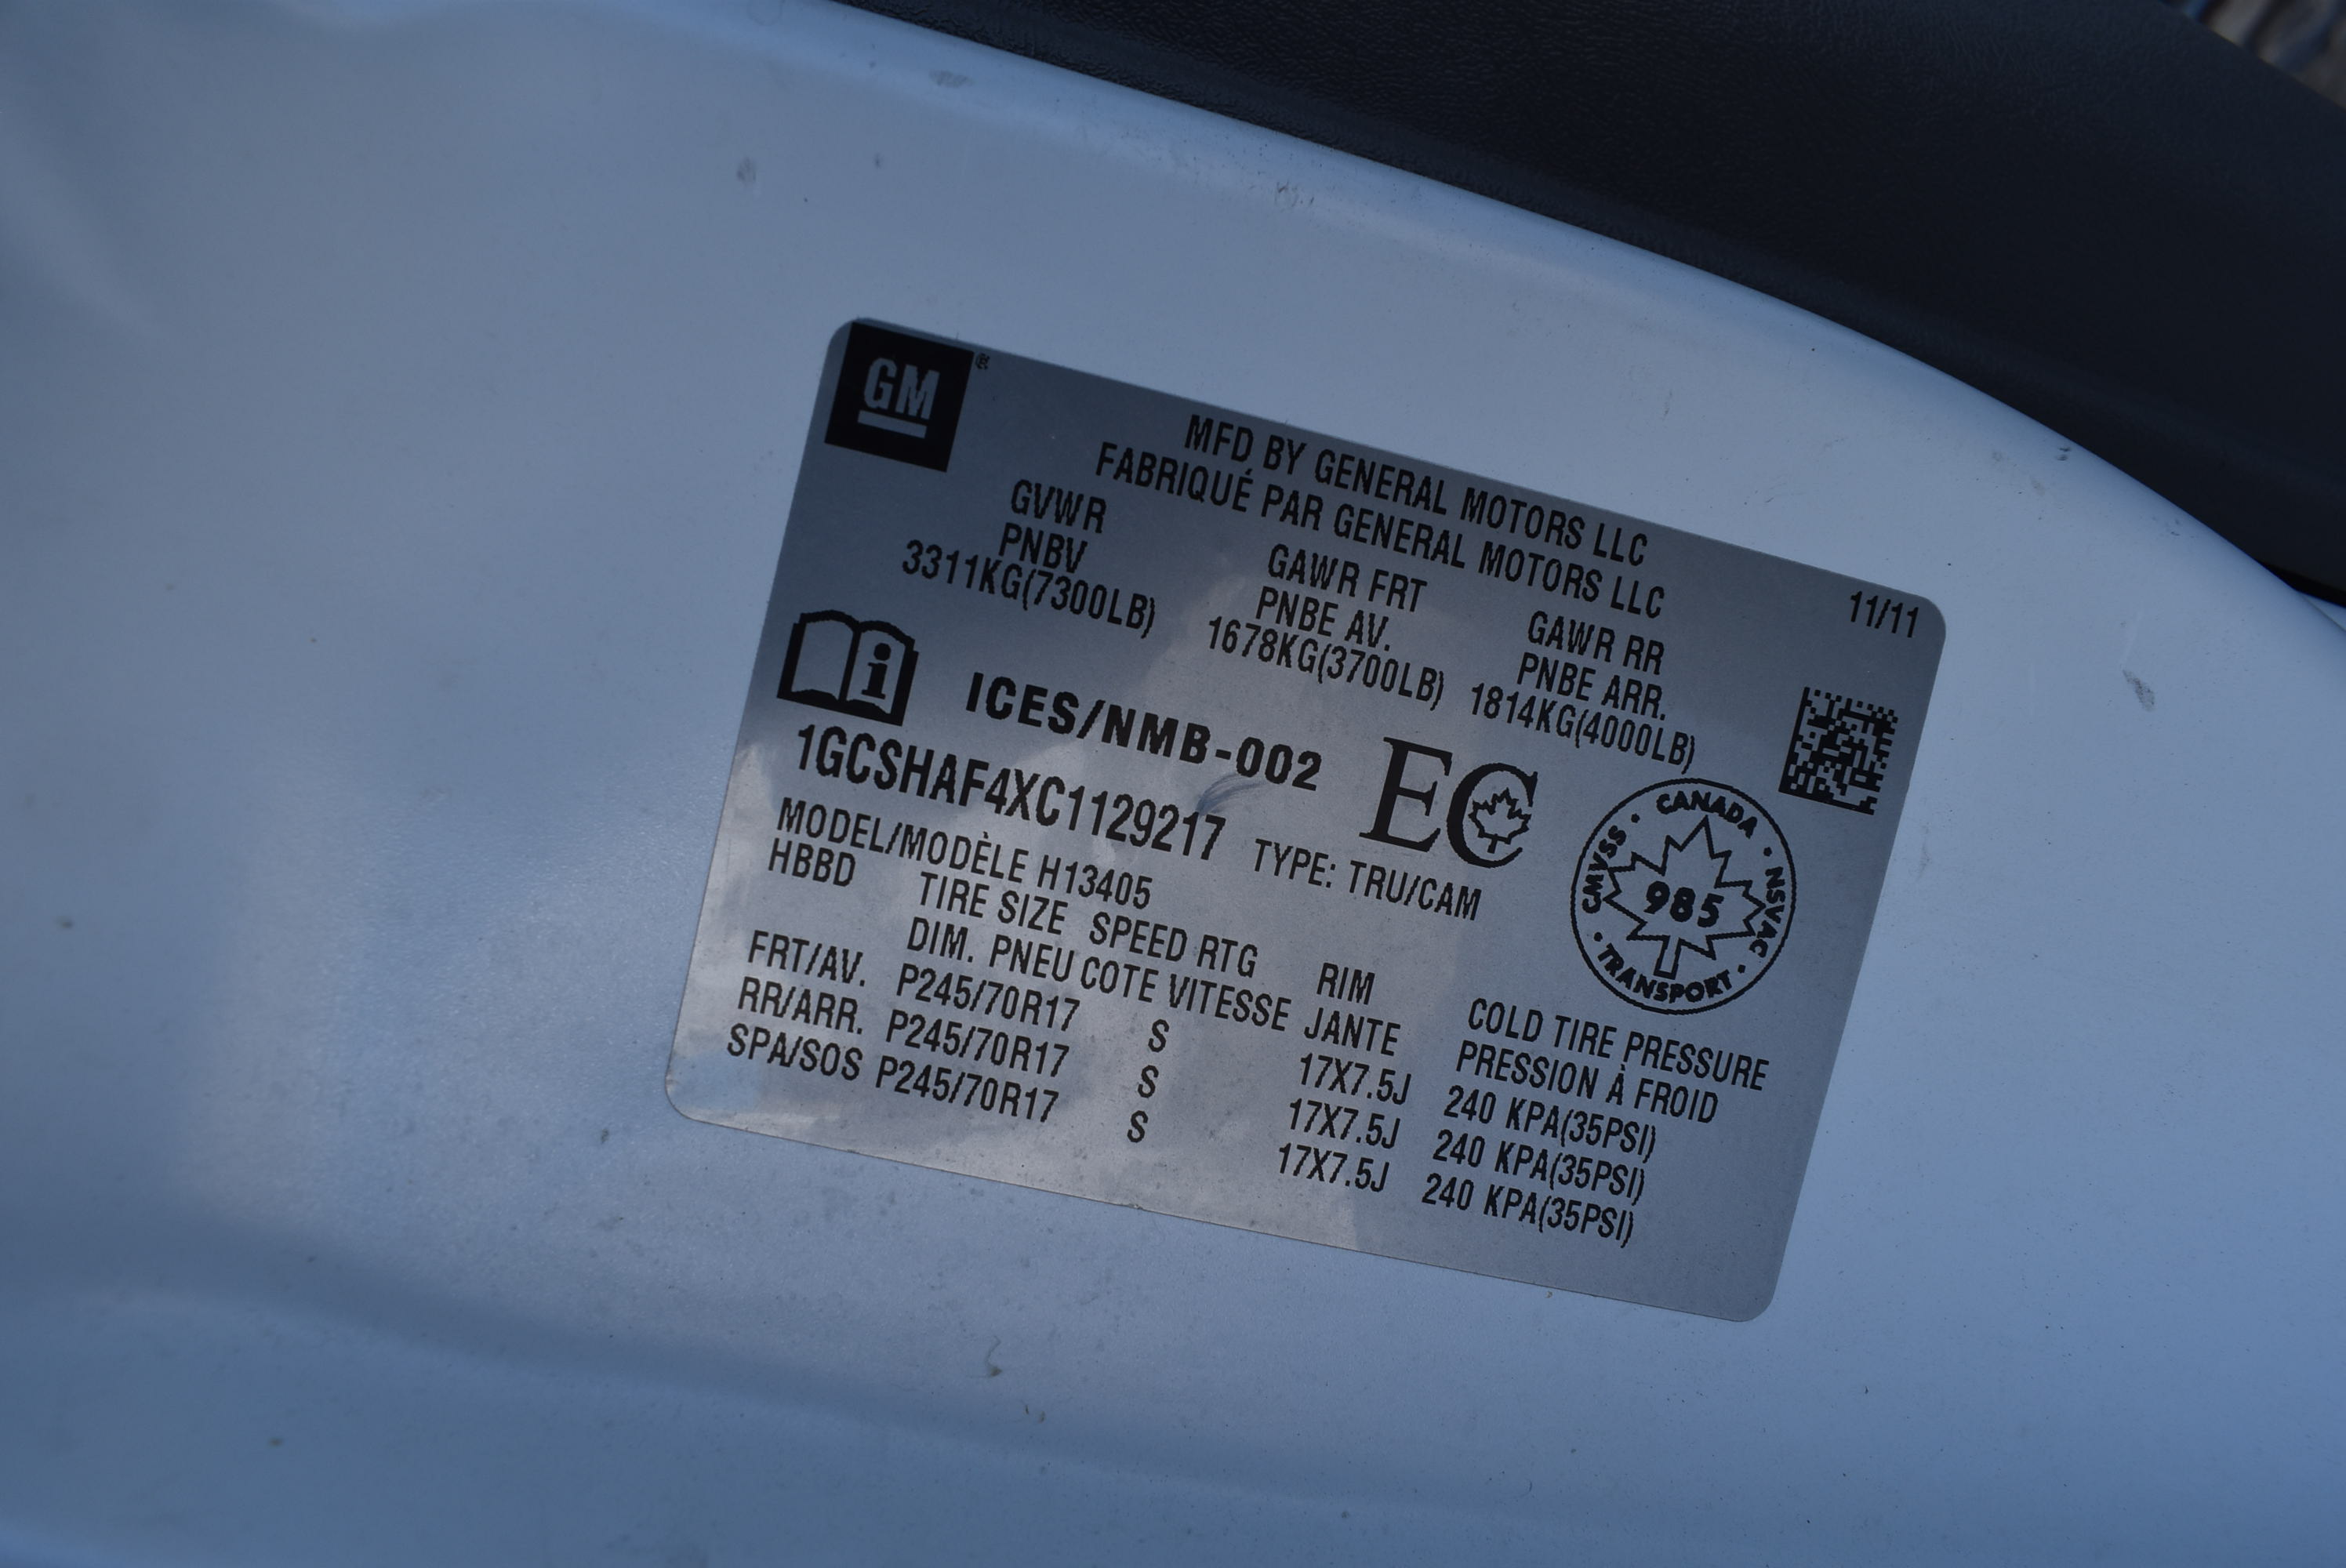 GM®
MFD BY GENERAL MOTORS LLC
FABRIQUÉ PAR GENERAL MOTORS LLC
11/11
GVWR GAWR FRT GAWR RR
PNBV PNBE AV. PNBE ARR.
3311KG(7300LB) 1678KG(3700LB) 1814KG(4000LB)
ICES/NMB-002 EC
1GCSHAF4XC1129217 TYPE: TRU/CAM
CANADA · NSVAC · TRANSPORT · CMVSS ·
985
MODEL/MODÈLE H13405
HBBD TIRE SIZE SPEED RTG RIM COLD TIRE PRESSURE
DIM. PNEU COTE VITESSE JANTE PRESSION À FROID
FRT/AV. P245/70R17 S 17X7.5J 240 KPA(35PSI)
RR/ARR. P245/70R17 S 17X7.5J 240 KPA(35PSI)
SPA/SOS P245/70R17 S 17X7.5J 240 KPA(35PSI)